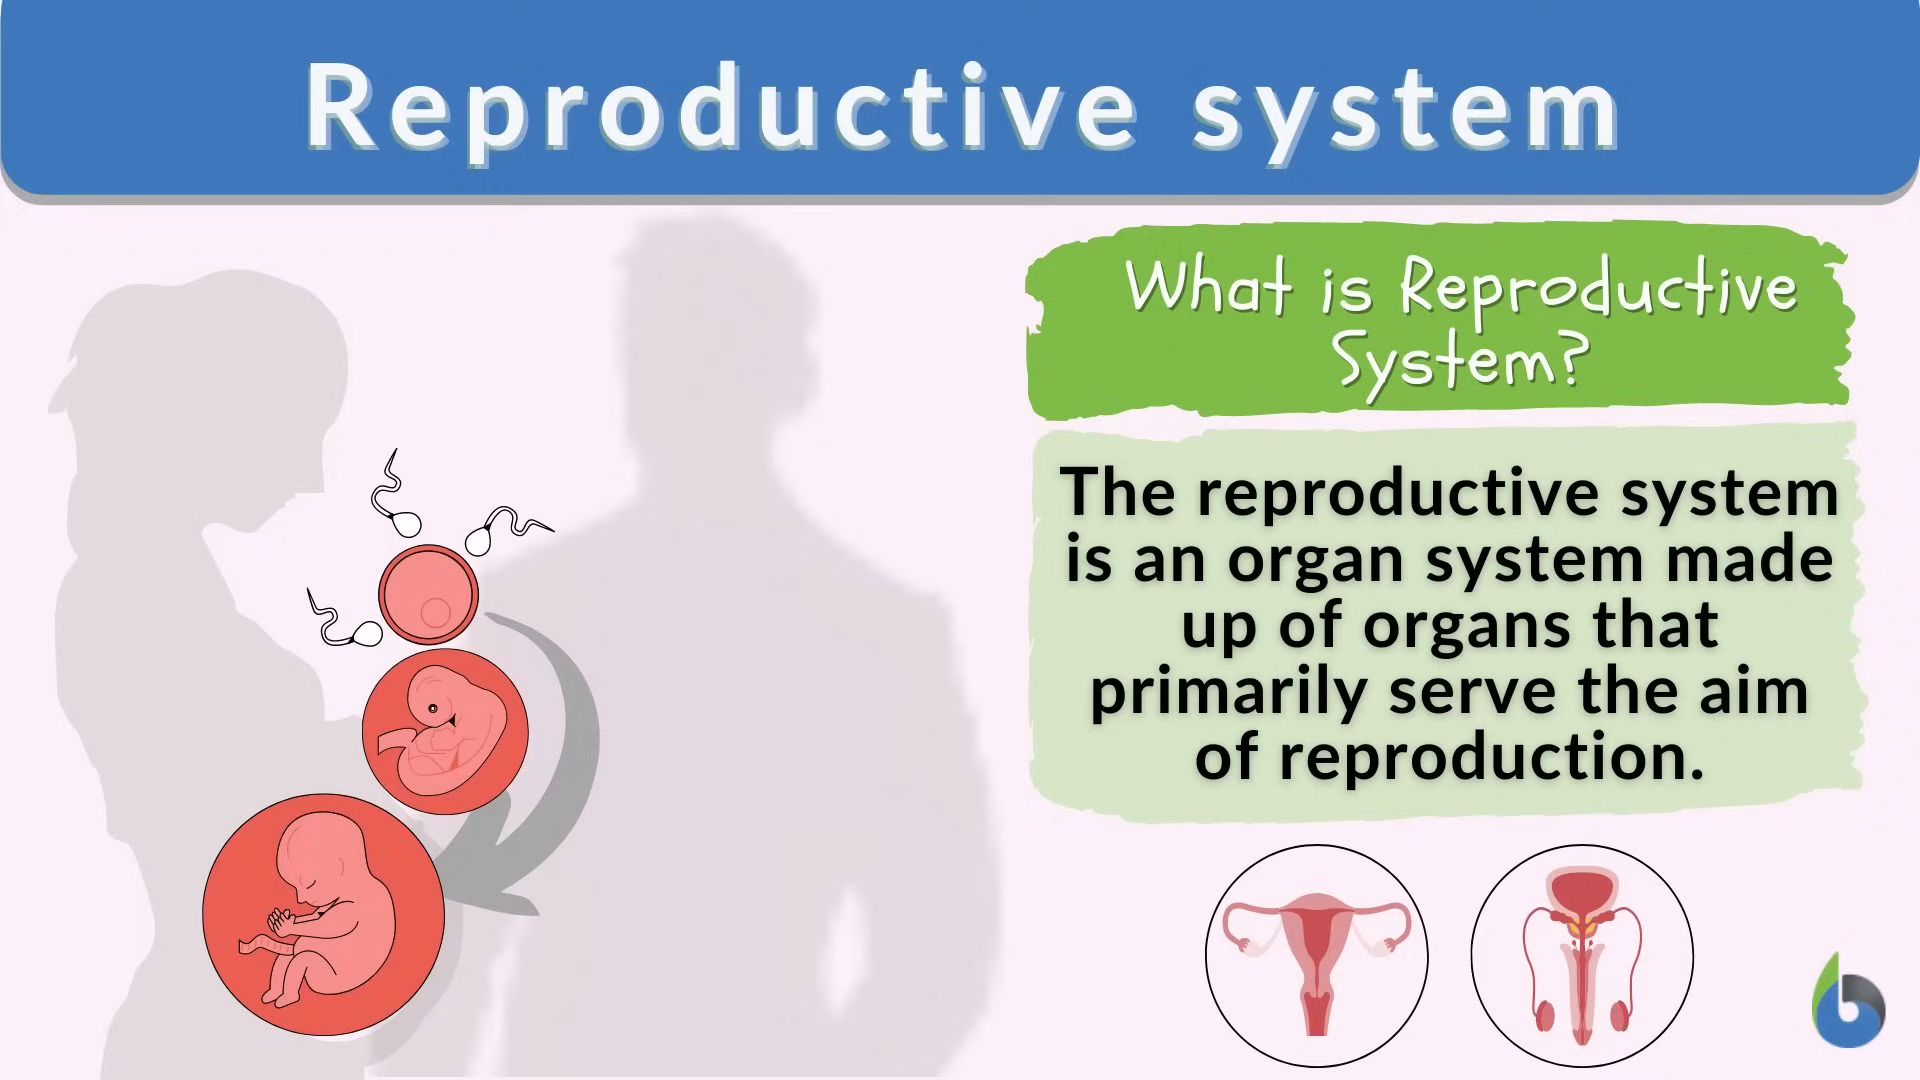 Reproductive system
What is Reproductive
System?
The reproductive system
is an organ system made
up of organs that
primarily serve the aim
of reproduction.